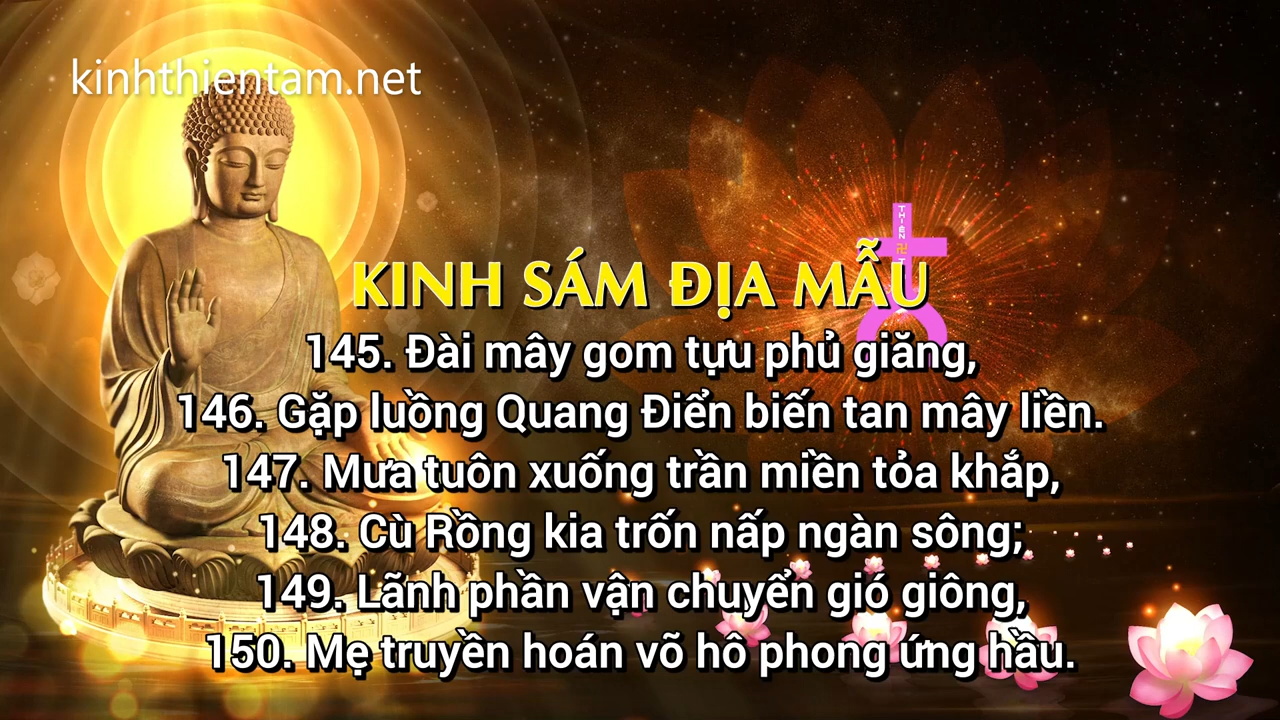 kinhthientam.net
THIÊN
KINH SÁM ĐỊA MẪU
145. Đài mây gom tựu phủ giăng,
146. Gặp luồng Quang Điển biến tan mây liền.
147. Mưa tuôn xuống trần miền tỏa khắp,
148. Cù Rồng kia trốn nấp ngàn sông;
149. Lãnh phần vận chuyển gió giông,
150. Mẹ truyền hoán võ hô phong ứng hầu.